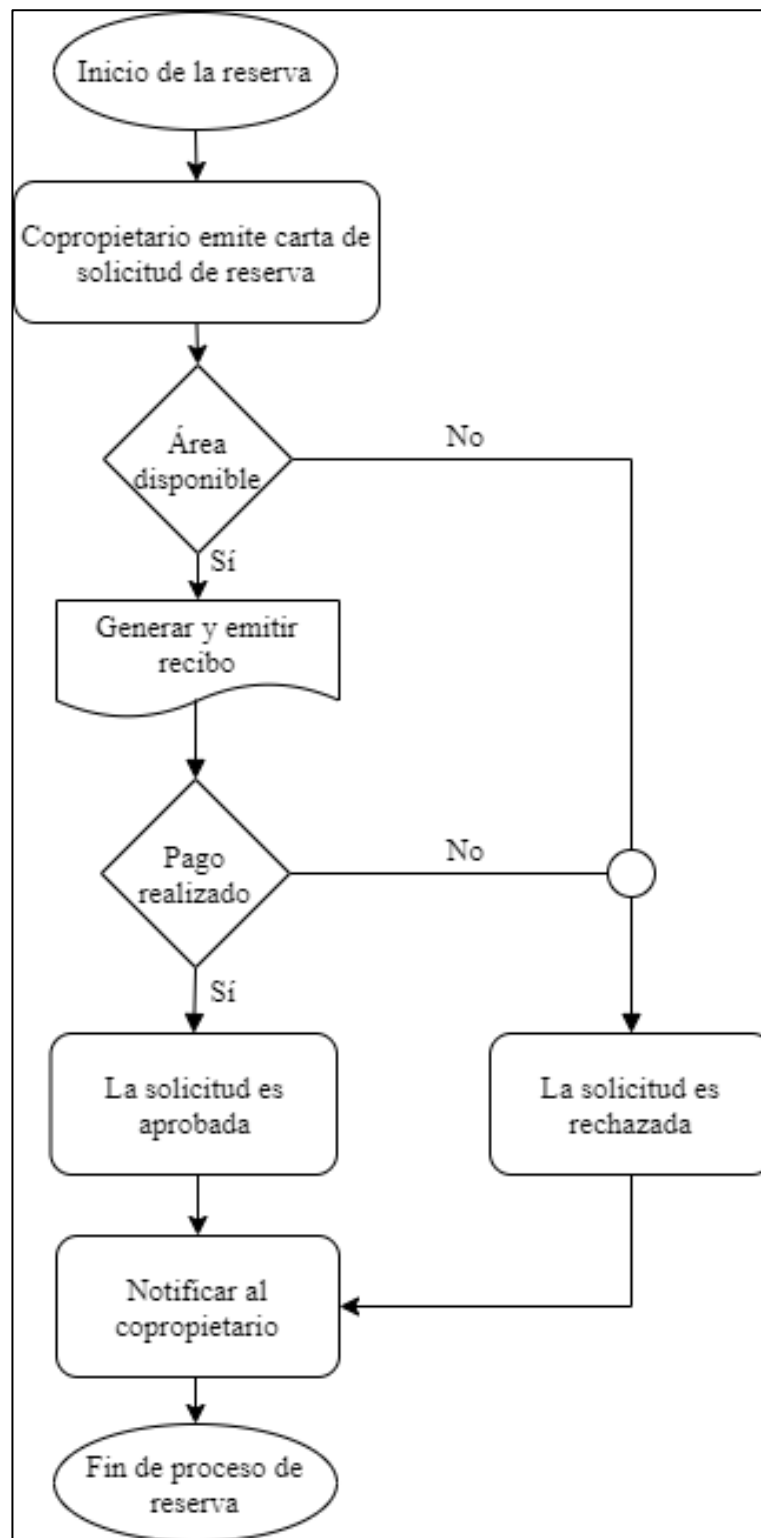 Inicio de la reserva
Copropietario emite carta de
solicitud de reserva
Área
disponible
No
Sí
Generar y emitir
recibo
Pago
realizado
No
Sí
La solicitud es
aprobada
La solicitud es
rechazada
Notificar al
copropietario
Fin de proceso de
reserva